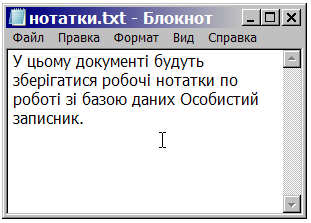 нотатки.txt - Блокнот
Файл Правка Формат Вид Справка
У цьому документі будуть
зберігатися робочі нотатки по
роботі зі базою даних Особистий
записник.